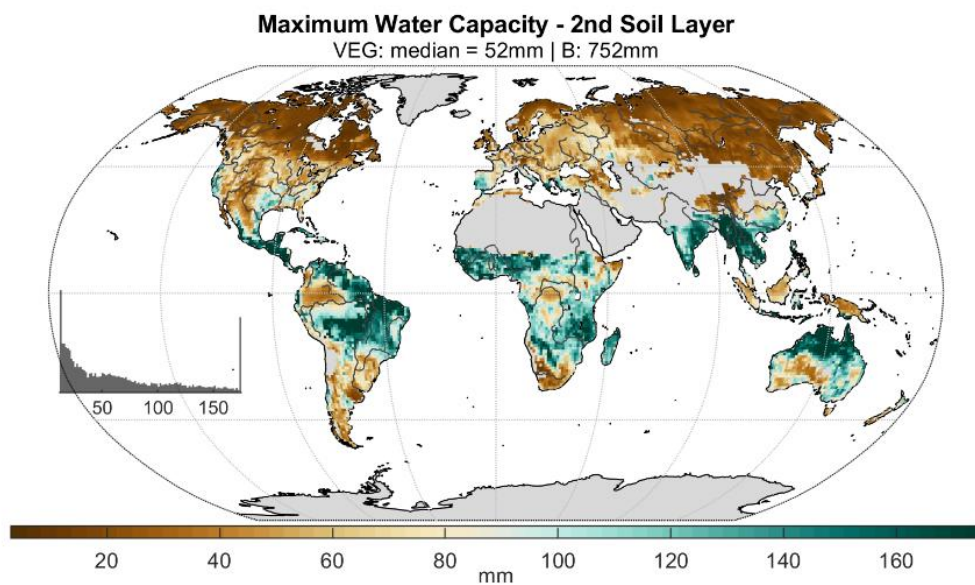 Maximum Water Capacity - 2nd Soil Layer
VEG: median = 52mm | B: 752mm
50 100 150
20 40 60 80 100 120 140 160
mm